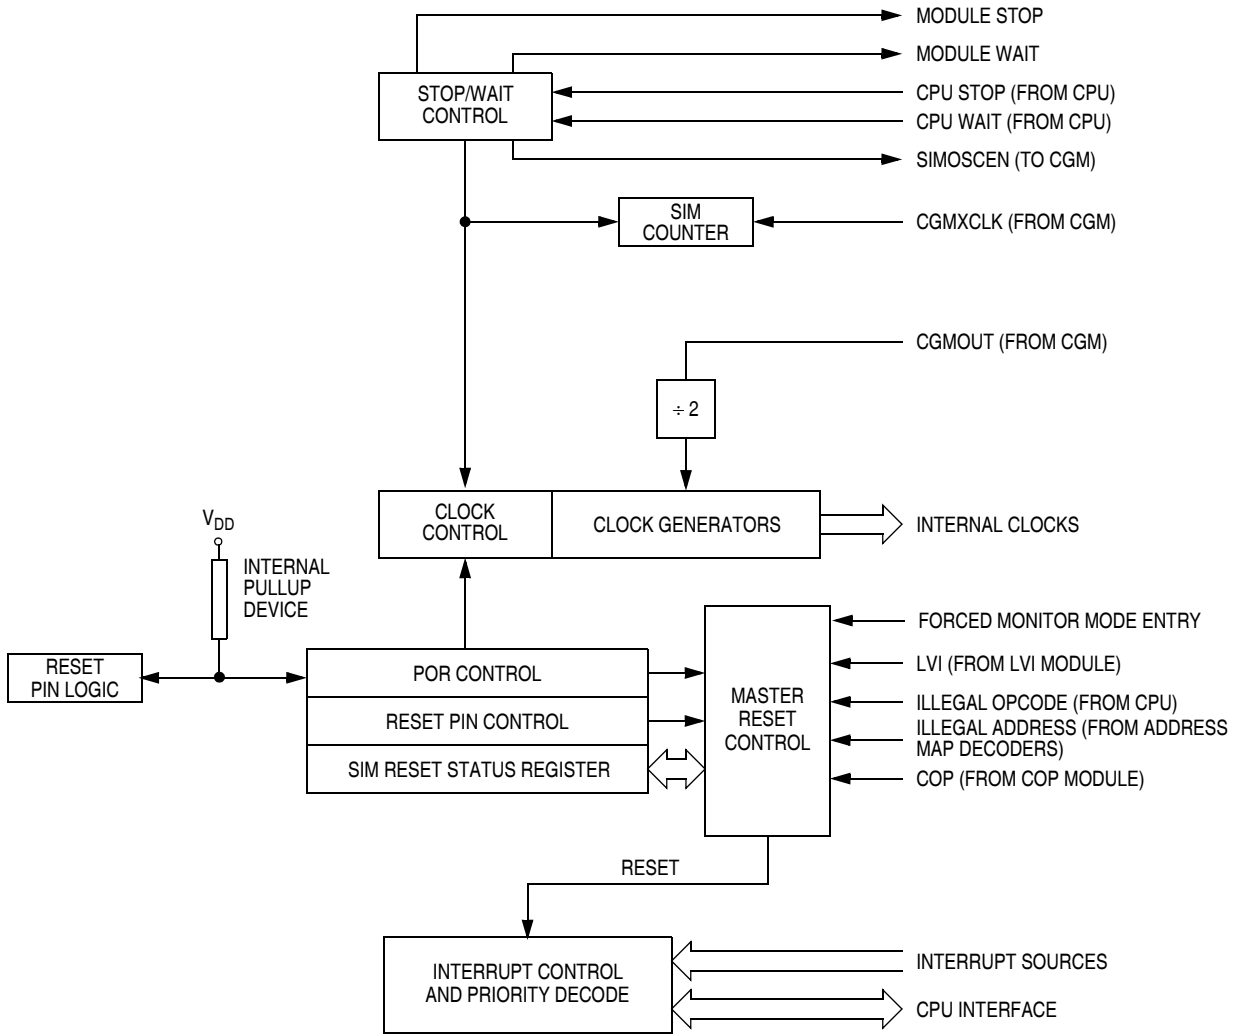 MODULE STOP
MODULE WAIT
STOP/WAIT
CONTROL
CPU STOP (FROM CPU)
CPU WAIT (FROM CPU)
SIMOSCEN (TO CGM)
SIM
COUNTER
CGMXCLK (FROM CGM)
CGMOUT (FROM CGM)
÷ 2
CLOCK
CONTROL
CLOCK GENERATORS
INTERNAL CLOCKS
VDD
INTERNAL
PULLUP
DEVICE
RESET
PIN LOGIC
POR CONTROL
RESET PIN CONTROL
SIM RESET STATUS REGISTER
MASTER
RESET
CONTROL
FORCED MONITOR MODE ENTRY
LVI (FROM LVI MODULE)
ILLEGAL OPCODE (FROM CPU)
ILLEGAL ADDRESS (FROM ADDRESS
MAP DECODERS)
COP (FROM COP MODULE)
RESET
INTERRUPT CONTROL
AND PRIORITY DECODE
INTERRUPT SOURCES
CPU INTERFACE